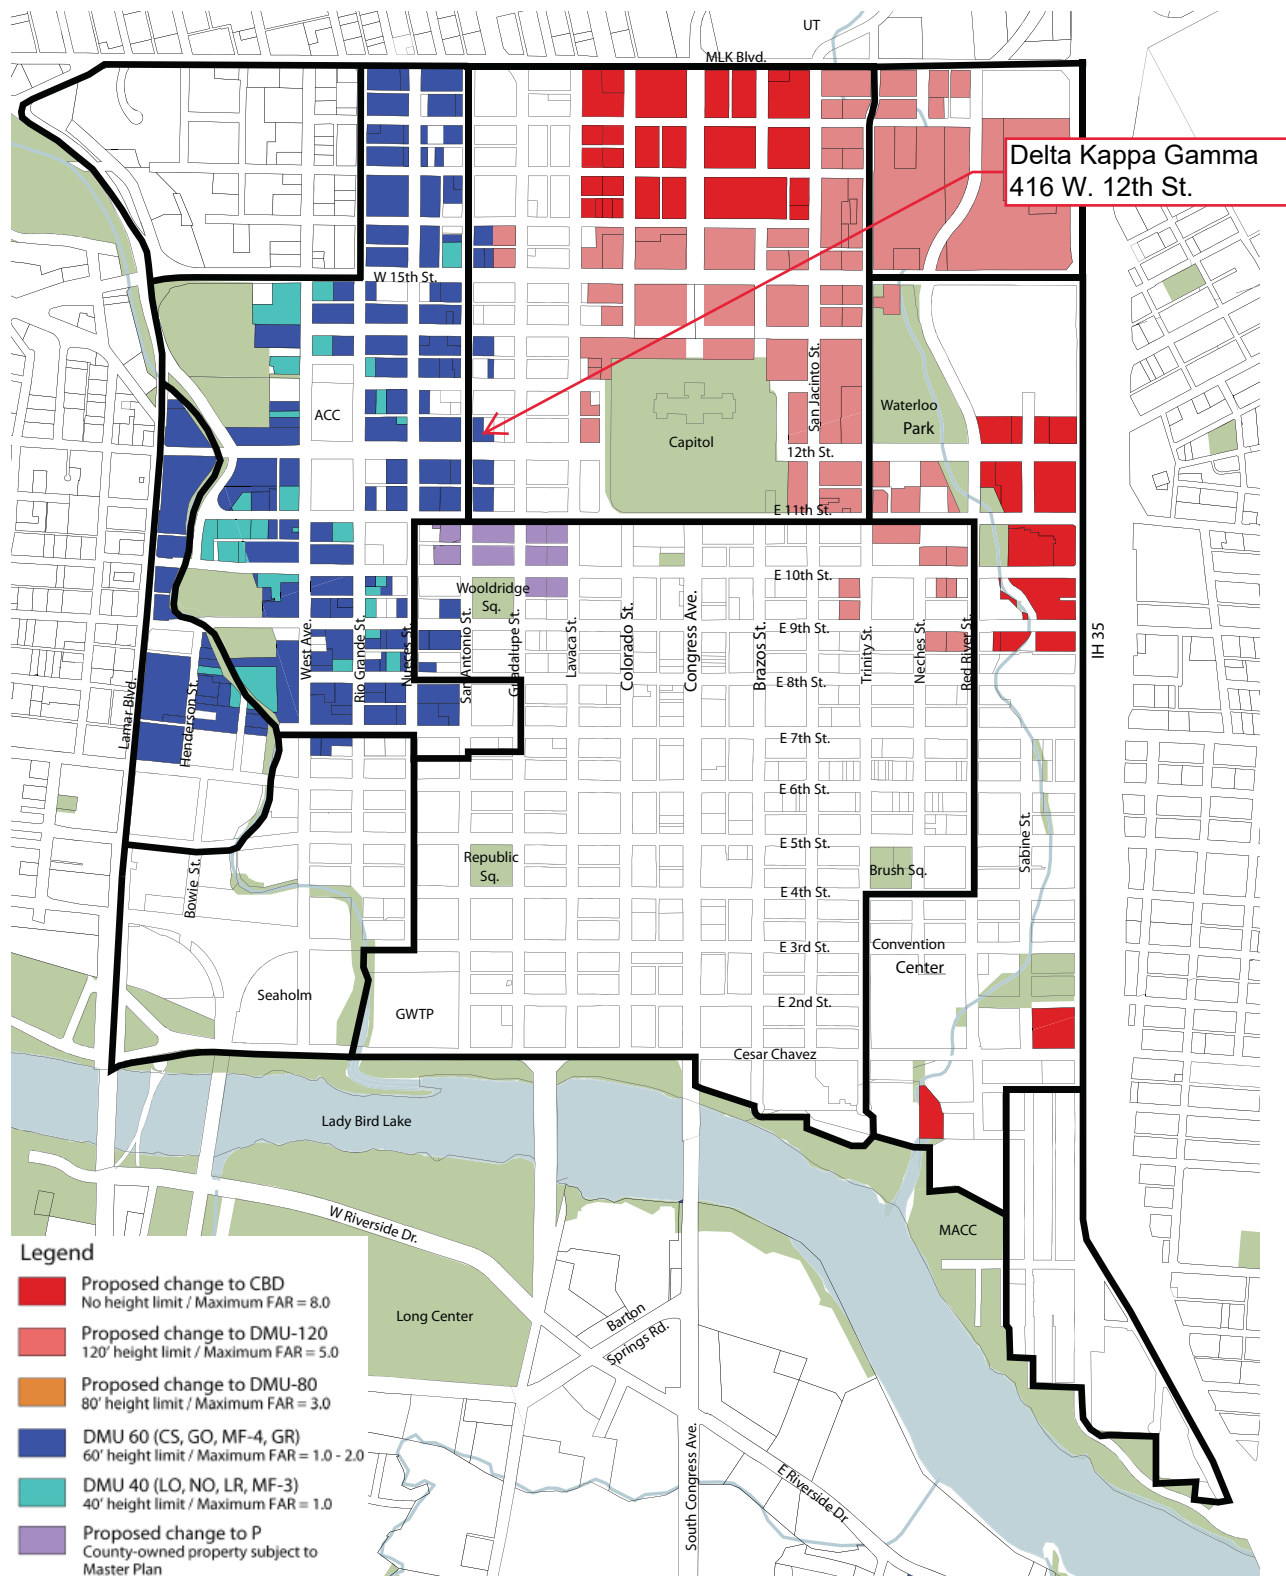 UT
MLK Blvd.
Delta Kappa Gamma
416 W. 12th St.
W 15th St.
San Jacinto St.
ACC
Waterloo
Park
Capitol
12th St.
E 11th St.
E 10th St.
Wooldridge
Sq.
E 9th St.
West Ave.
Rio Grande St.
Nueces St.
San Antonio St.
Guadalupe St.
Lavaca St.
Colorado St.
Congress Ave.
Brazos St.
Trinity St.
Neches St.
Red River St.
IH 35
E 8th St.
Lamar Blvd.
Henderson St.
E 7th St.
E 6th St.
Sabine St.
E 5th St.
Republic
Sq.
Brush Sq.
Bowie St.
E 4th St.
E 3rd St.
Convention
Center
Seaholm
GWTP
E 2nd St.
Cesar Chavez
Lady Bird Lake
W Riverside Dr.
MACC
Long Center
Barton
Springs Rd.
South Congress Ave.
E Riverside Dr
Legend
Proposed change to CBD
No height limit / Maximum FAR = 8.0
Proposed change to DMU-120
120' height limit / Maximum FAR = 5.0
Proposed change to DMU-80
80' height limit / Maximum FAR = 3.0
DMU 60 (CS, GO, MF-4, GR)
60' height limit / Maximum FAR = 1.0 - 2.0
DMU 40 (LO, NO, LR, MF-3)
40' height limit / Maximum FAR = 1.0
Proposed change to P
County-owned property subject to
Master Plan